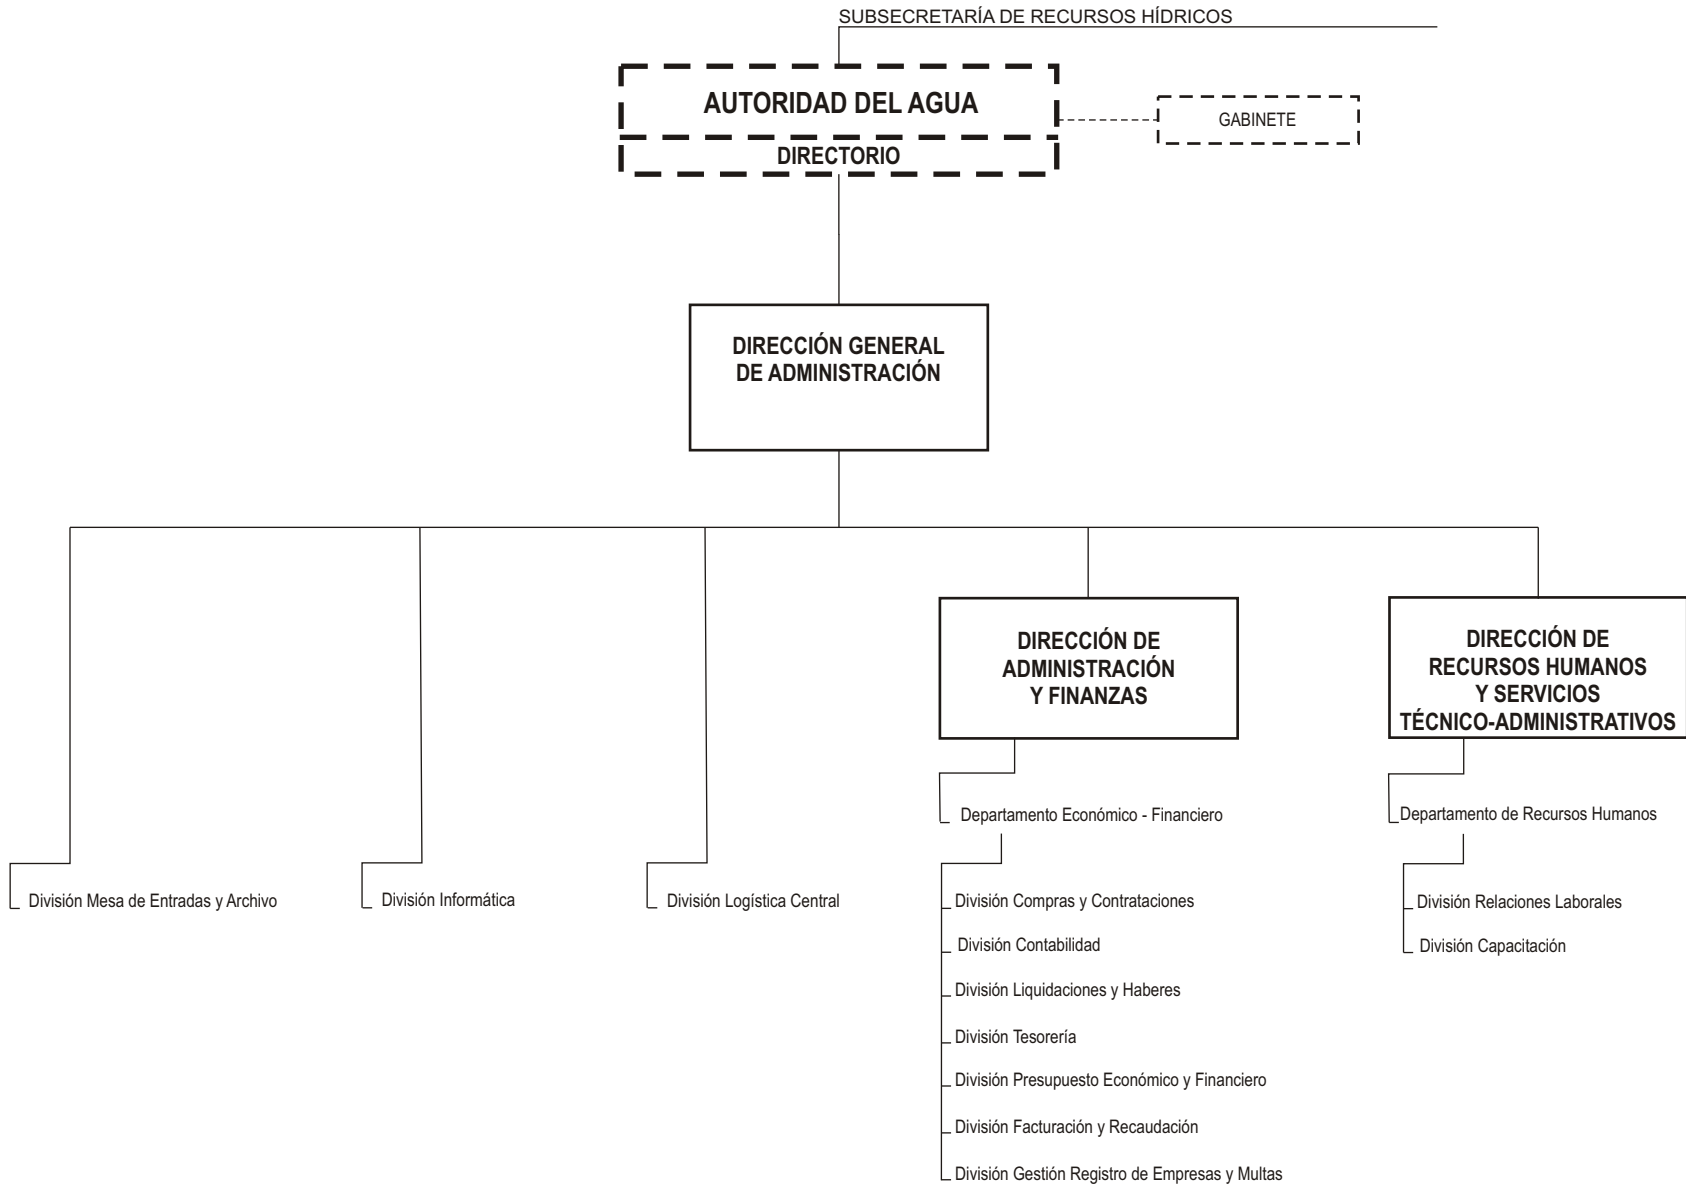 SUBSECRETARÍA DE RECURSOS HÍDRICOS
AUTORIDAD DEL AGUA
GABINETE
DIRECTORIO
DIRECCIÓN GENERAL
DE ADMINISTRACIÓN
DIRECCIÓN DE
ADMINISTRACIÓN
Y FINANZAS
DIRECCIÓN DE
RECURSOS HUMANOS
Y SERVICIOS
TÉCNICO-ADMINISTRATIVOS
Departamento Económico - Financiero
Departamento de Recursos Humanos
División Mesa de Entradas y Archivo
División Informática
División Logística Central
División Compras y Contrataciones
División Contabilidad
División Liquidaciones y Haberes
División Tesorería
División Presupuesto Económico y Financiero
División Facturación y Recaudación
División Gestión Registro de Empresas y Multas
División Relaciones Laborales
División Capacitación